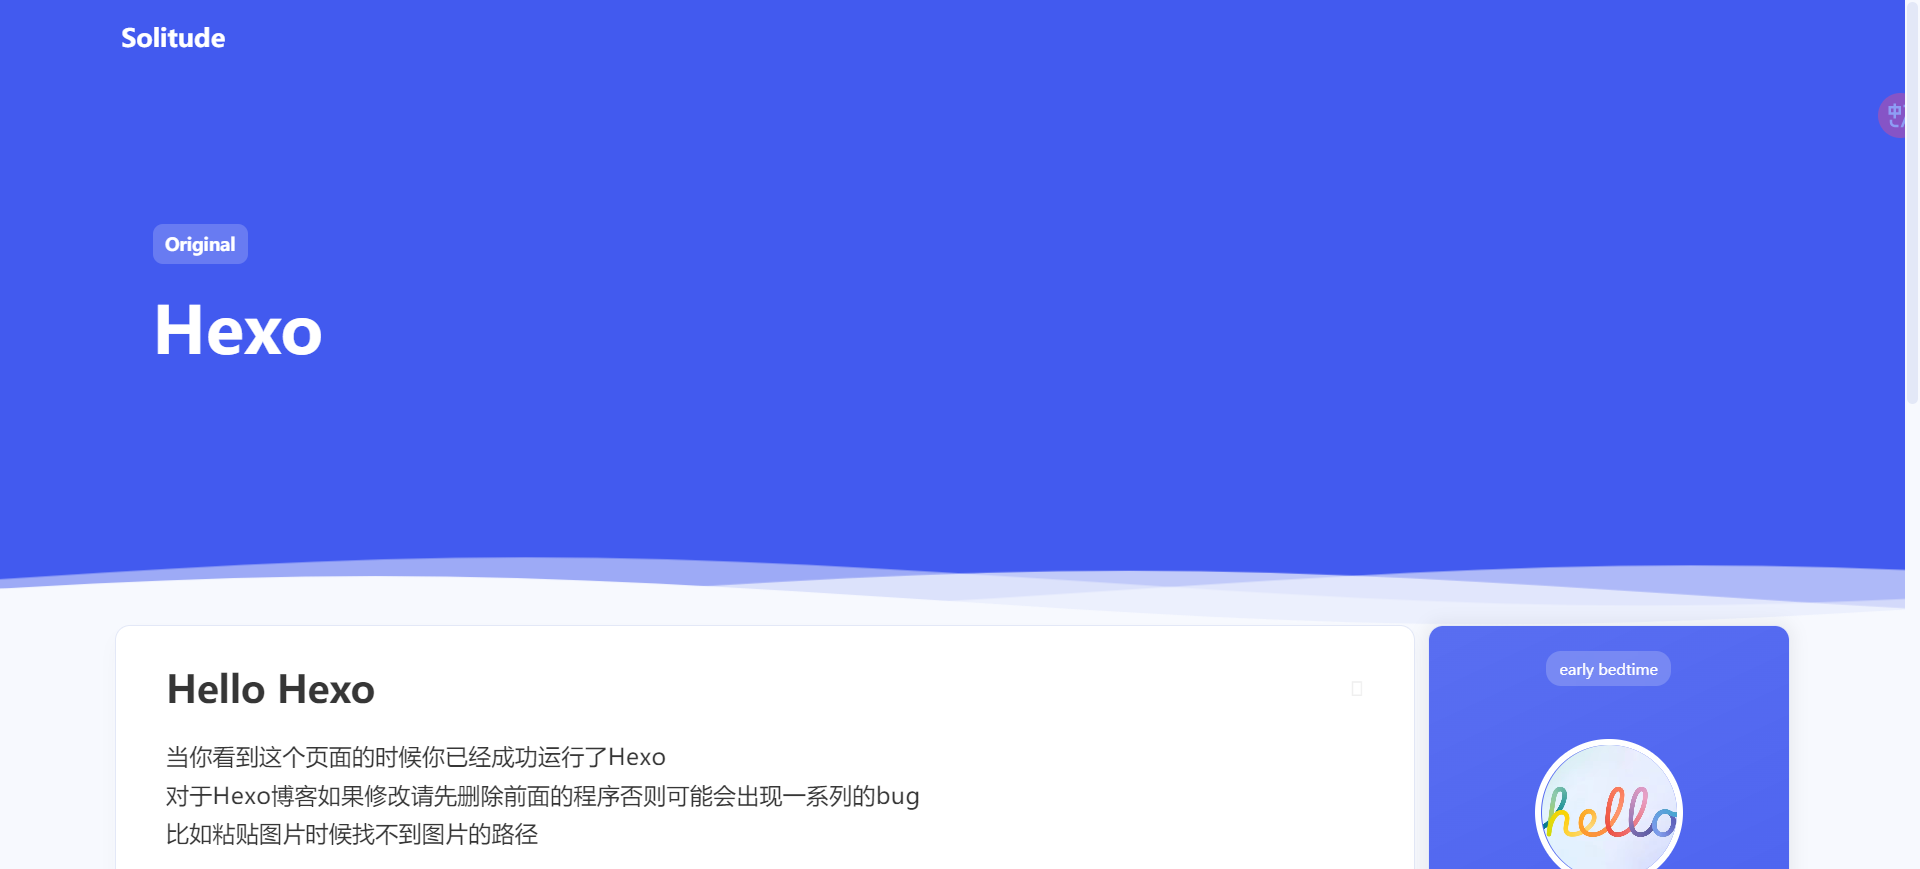 Solitude
中
Original
Hexo
Hello Hexo
当你看到这个页面的时候你已经成功运行了Hexo
对于Hexo博客如果修改请先删除前面的程序否则可能会出现一系列的bug
比如粘贴图片时候找不到图片的路径
early bedtime
hello